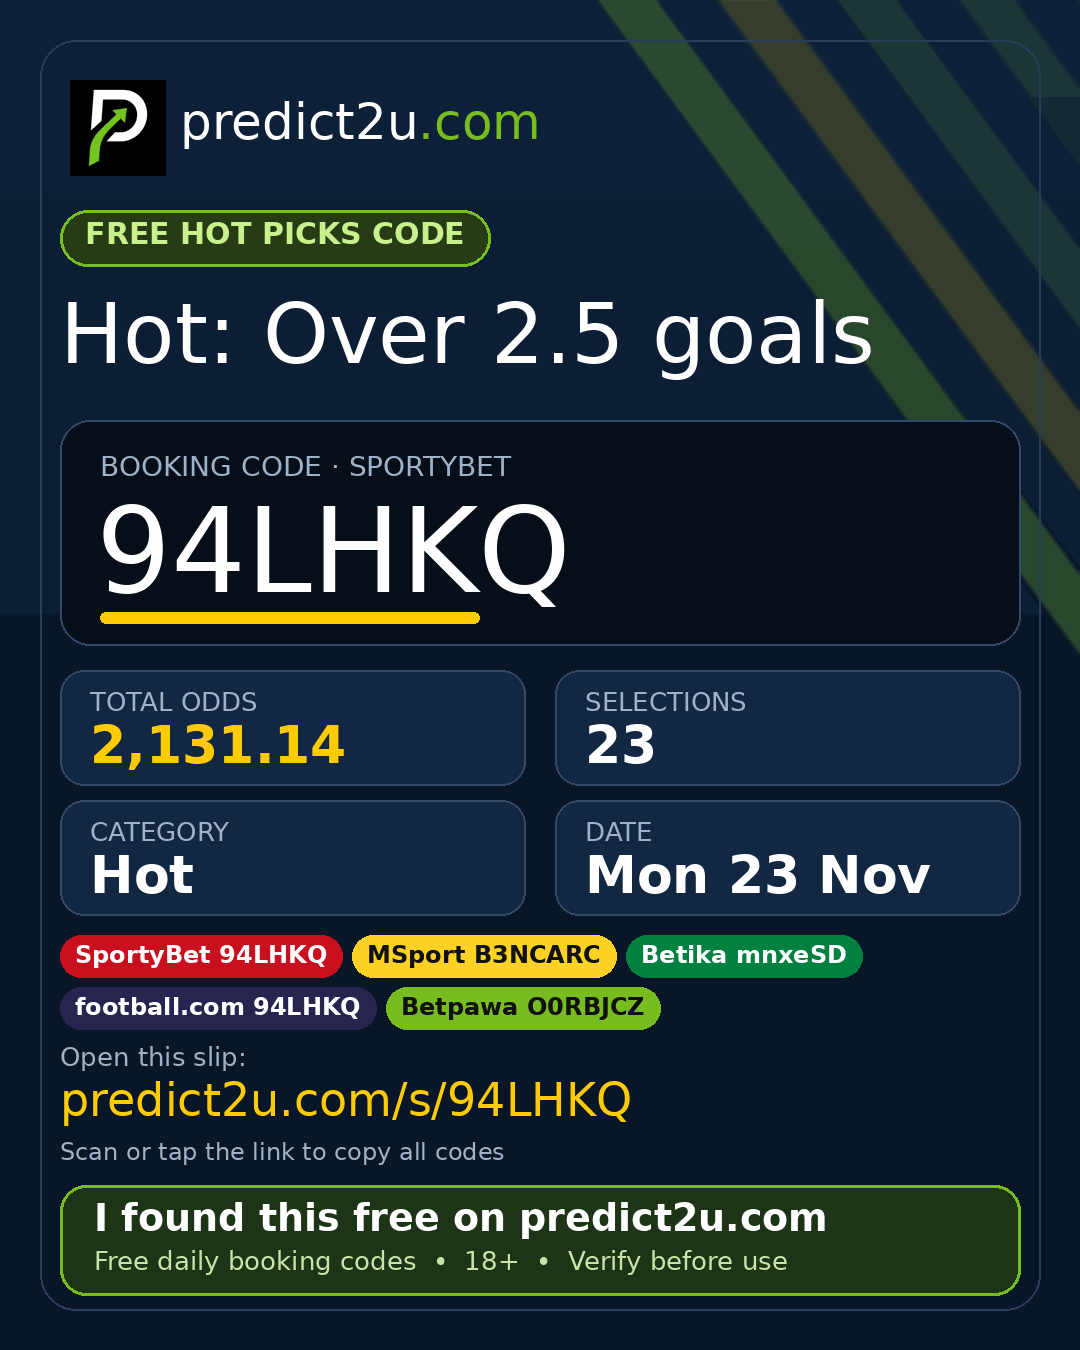 predict2u.com
FREE HOT PICKS CODE
Hot: Over 2.5 goals
BOOKING CODE · SPORTYBET
94LHKQ
TOTAL ODDS
2,131.14
SELECTIONS
23
CATEGORY
Hot
DATE
Mon 23 Nov
SportyBet 94LHKQ
MSport B3NCARC
Betika mnxeSD
football.com 94LHKQ
Betpawa O0RBJCZ
Open this slip:
predict2u.com/s/94LHKQ
Scan or tap the link to copy all codes
I found this free on predict2u.com
Free daily booking codes • 18+ • Verify before use